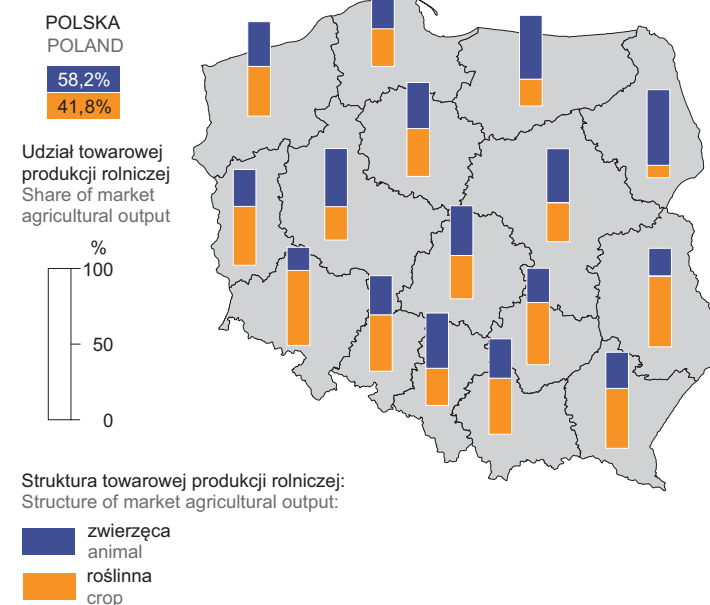 POLSKA
POLAND
58,2%
41,8%
Udział towarowej
produkcji rolniczej
Share of market
agricultural output
%
100
50
0
Struktura towarowej produkcji rolniczej:
Structure of market agricultural output:
zwierzęca
animal
roślinna
crop